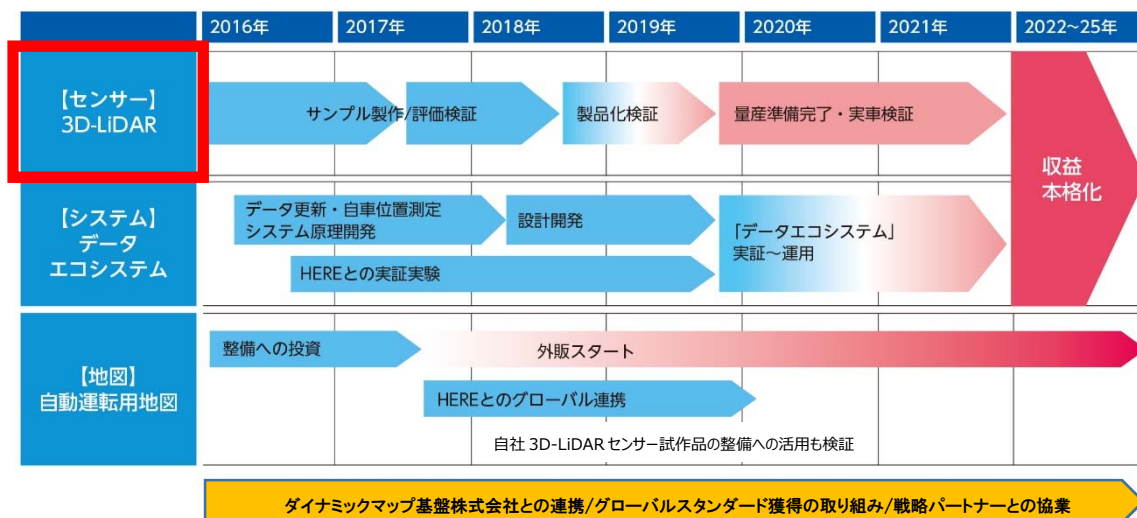 2016年
2017年
2018年
2019年
2020年
2021年
2022~25年
【センサー】
3D-LiDAR
サンプル製作/評価検証
製品化検証
量産準備完了・実車検証
収益
本格化
【システム】
データ
エコシステム
データ更新・自車位置測定
システム原理開発
設計開発
「データエコシステム」
実証～運用
HEREとの実証実験
【地図】
自動運転用地図
整備への投資
外販スタート
HEREとのグローバル連携
自社 3D-LiDAR センサー試作品の整備への活用も検証
ダイナミックマップ基盤株式会社との連携/グローバルスタンダード獲得の取り組み/戦略パートナーとの協業